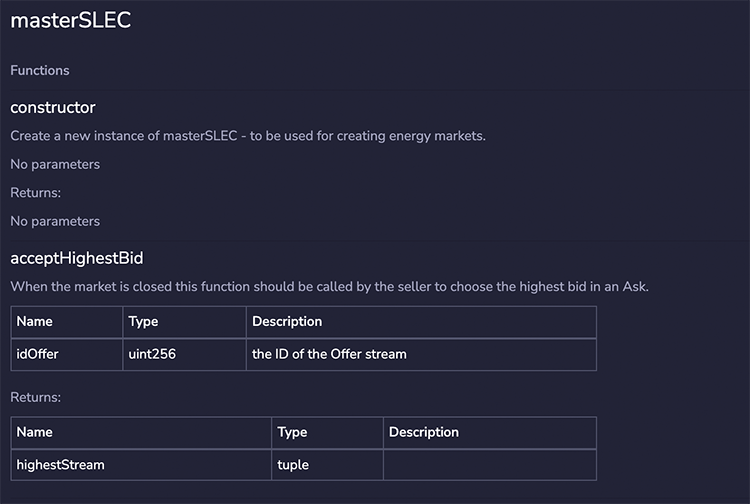 masterSLEC
Functions
constructor
Create a new instance of masterSLEC - to be used for creating energy markets.
No parameters
Returns:
No parameters
acceptHighestBid
When the market is closed this function should be called by the seller to choose the highest bid in an Ask.
Name Type Description
idOffer uint256 the ID of the Offer stream
Returns:
Name Type Description
highestStream tuple